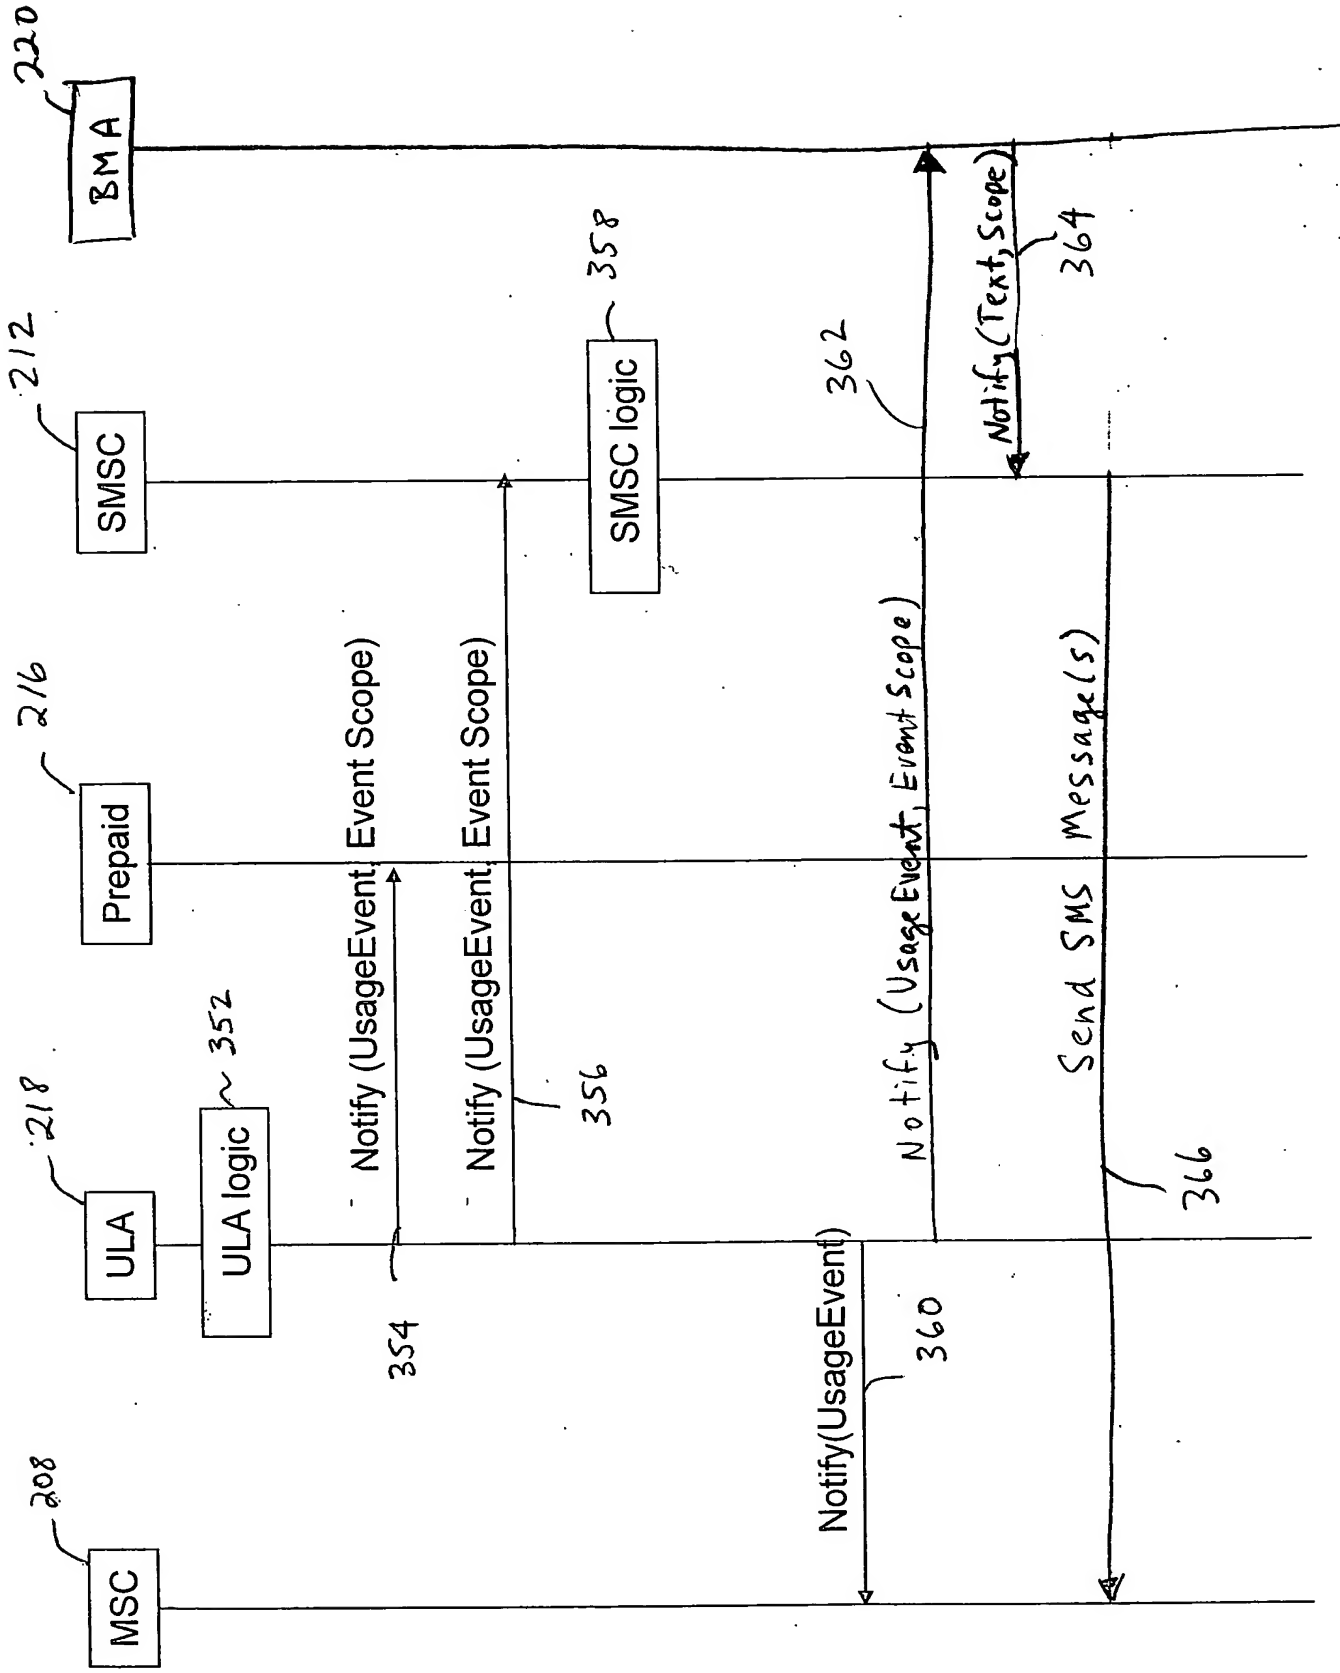 208
MSC
218
ULA
216
Prepaid
212
SMSC
220
BMA
ULA logic
352
Notify (UsageEvent, Event Scope)
354
Notify (UsageEvent, Event Scope)
356
SMSC logic
358
Notify(UsageEvent)
360
Notify (UsageEvent, Event Scope)
362
Notify (Text, Scope)
364
Send SMS Message(s)
366